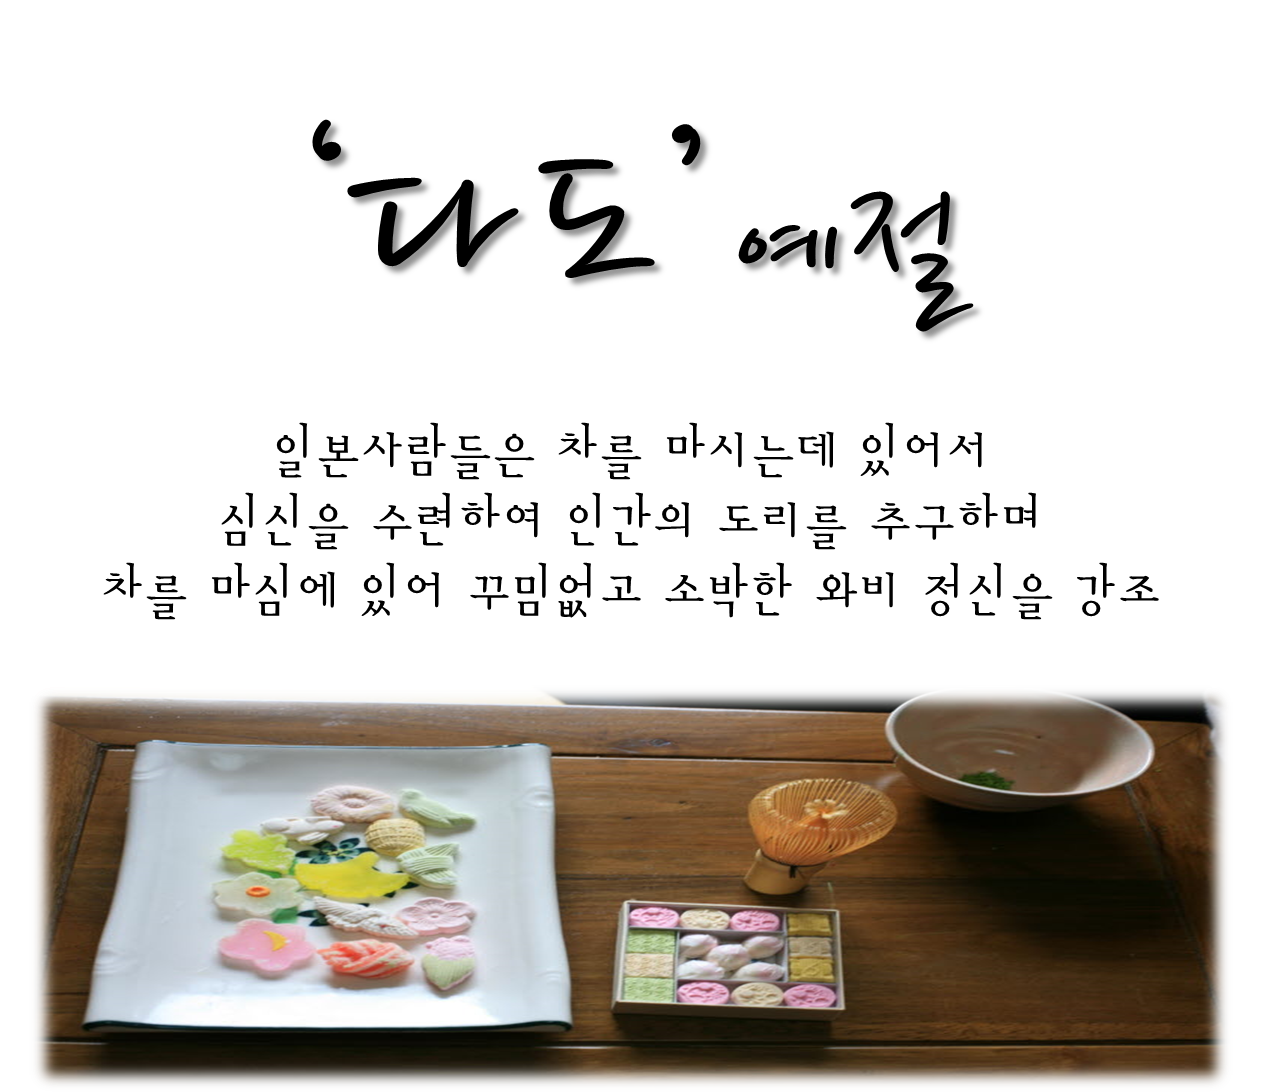 ‘다도’ 예절
일본사람들은 차를 마시는데 있어서
심신을 수련하여 인간의 도리를 추구하며
차를 마심에 있어 꾸밈없고 소박한 와비 정신을 강조